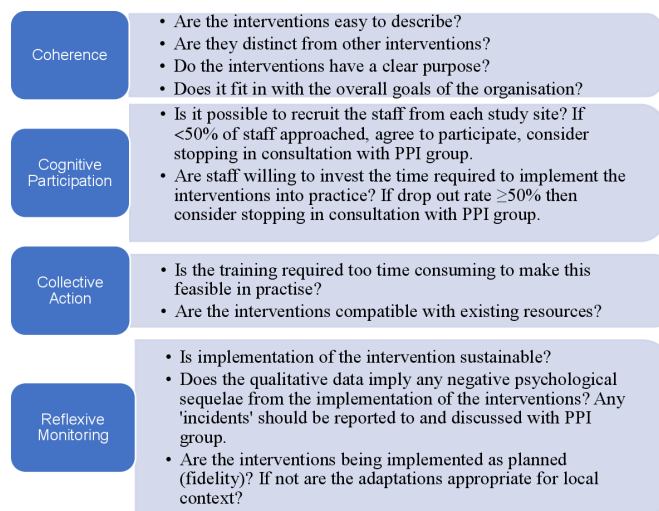 Coherence
• Are the interventions easy to describe?
• Are they distinct from other interventions?
• Do the interventions have a clear purpose?
• Does it fit in with the overall goals of the organisation?
Cognitive
Participation
• Is it possible to recruit the staff from each study site? If
<50% of staff approached, agree to participate, consider
stopping in consultation with PPI group.
• Are staff willing to invest the time required to implement the
interventions into practice? If drop out rate ≥50% then
consider stopping in consultation with PPI group.
Collective
Action
• Is the training required too time consuming to make this
feasible in practise?
• Are the interventions compatible with existing resources?
Reflexive
Monitoring
• Is implementation of the intervention sustainable?
• Does the qualitative data imply any negative psychological
sequelae from the implementation of the interventions? Any
'incidents' should be reported to and discussed with PPI
group.
• Are the interventions being implemented as planned
(fidelity)? If not are the adaptations appropriate for local
context?